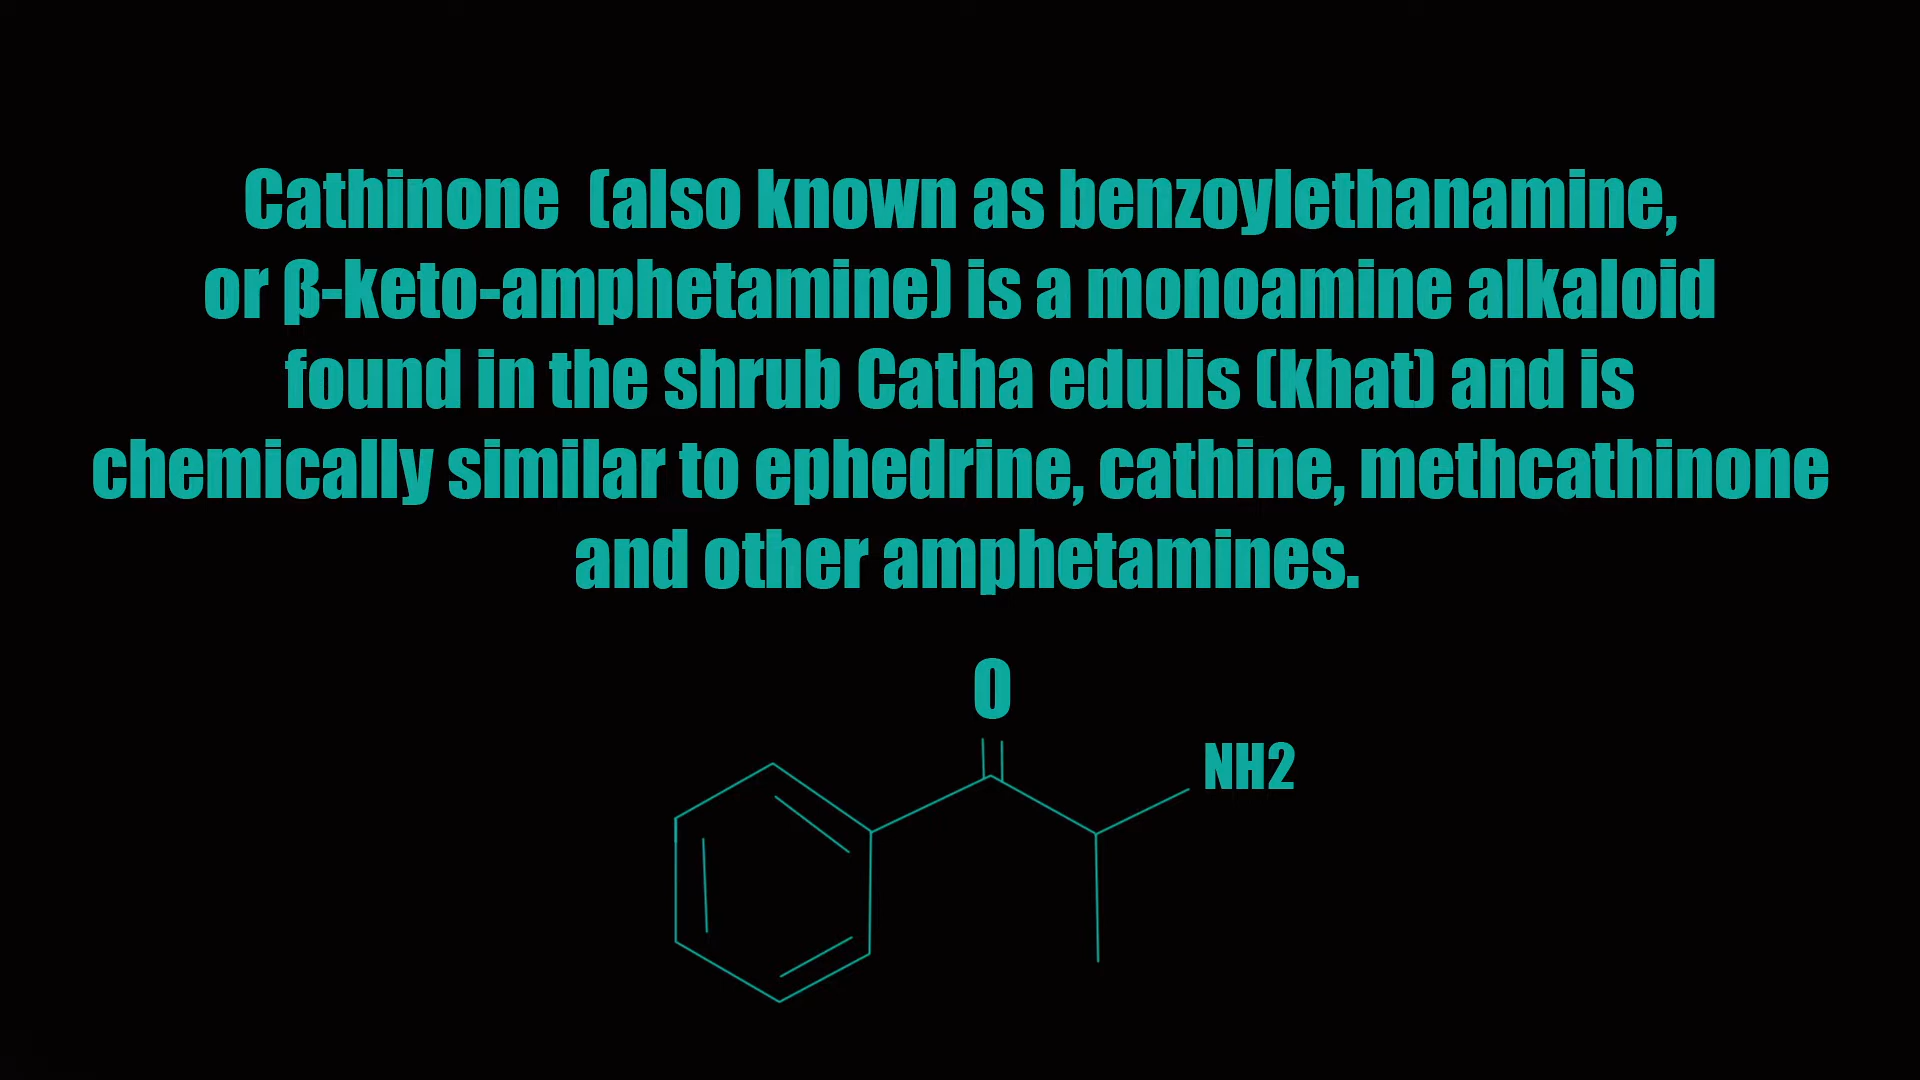 Cathinone  (also known as benzoylethanamine,
or β-keto-amphetamine) is a monoamine alkaloid
found in the shrub Catha edulis (khat) and is
chemically similar to ephedrine, cathine, methcathinone
and other amphetamines.
O
NH2